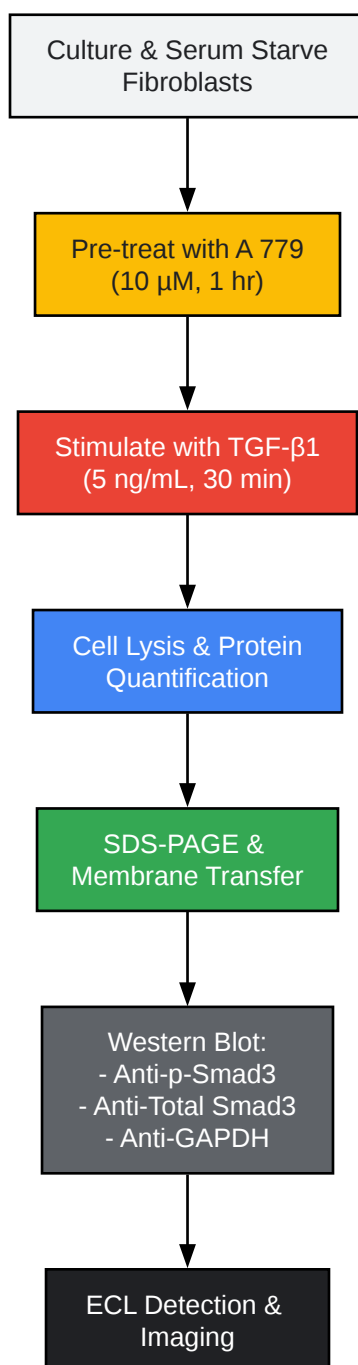 Culture & Serum Starve
Fibroblasts
Pre-treat with A 779
(10 µM, 1 hr)
Stimulate with TGF-β1
(5 ng/mL, 30 min)
Cell Lysis & Protein
Quantification
SDS-PAGE &
Membrane Transfer
Western Blot:
- Anti-p-Smad3
- Anti-Total Smad3
- Anti-GAPDH
ECL Detection &
Imaging